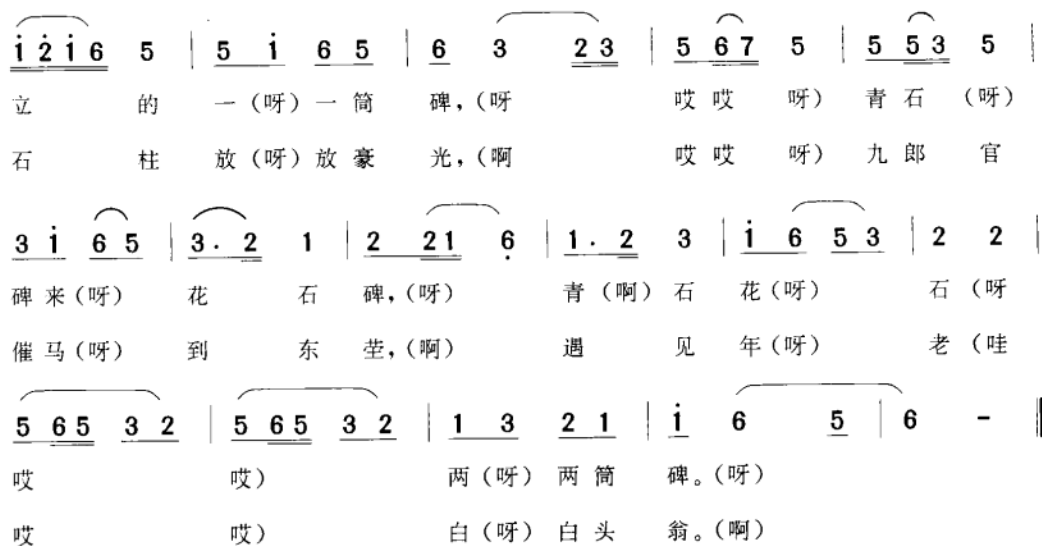 i 2 i 6 5 | 5 i 6 5 | 6 3 2 3 | 5 6 7 5 | 5 5 3 5 |
立 的 一(呀)一筒 碑,(呀 哎哎 呀) 青石 (呀)
石 柱 放(呀)放豪 光,(啊 哎哎 呀) 九郎 官
3 i 6 5 | 3 . 2 1 | 2 2 1 6 | 1 . 2 3 | i 6 5 3 | 2 2
碑来(呀) 花 石 碑,(呀) 青(啊)石 花(呀) 石(呀
催马(呀) 到 东 茔,(啊) 遇 见 年(呀) 老(哇
5 6 5 3 2 | 5 6 5 3 2 | 1 3 2 1 | i 6 5 | 6 - ‖
哎 哎) 两(呀)两筒 碑。(呀)
哎 哎) 白(呀)白头 翁。(啊)